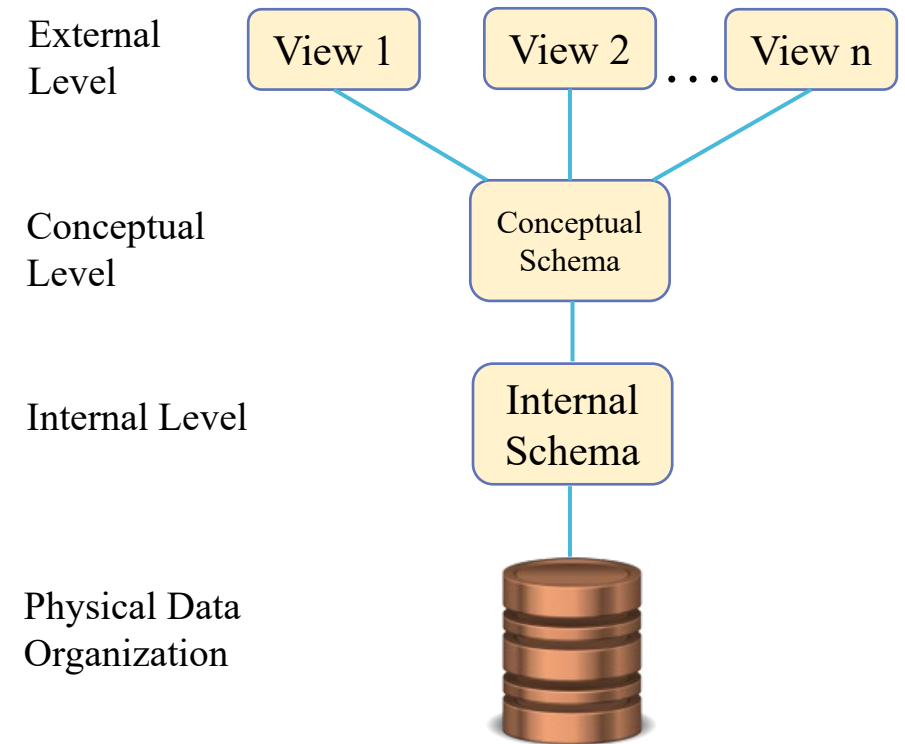 External
Level
View 1
View 2
...
View n
Conceptual
Level
Conceptual
Schema
Internal Level
Internal
Schema
Physical Data
Organization